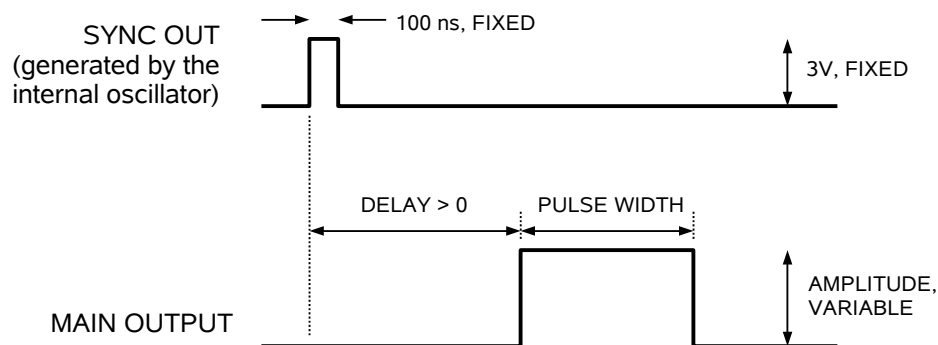 100 ns, FIXED
SYNC OUT
(generated by the
internal oscillator)
3V, FIXED
DELAY > 0
PULSE WIDTH
AMPLITUDE,
VARIABLE
MAIN OUTPUT